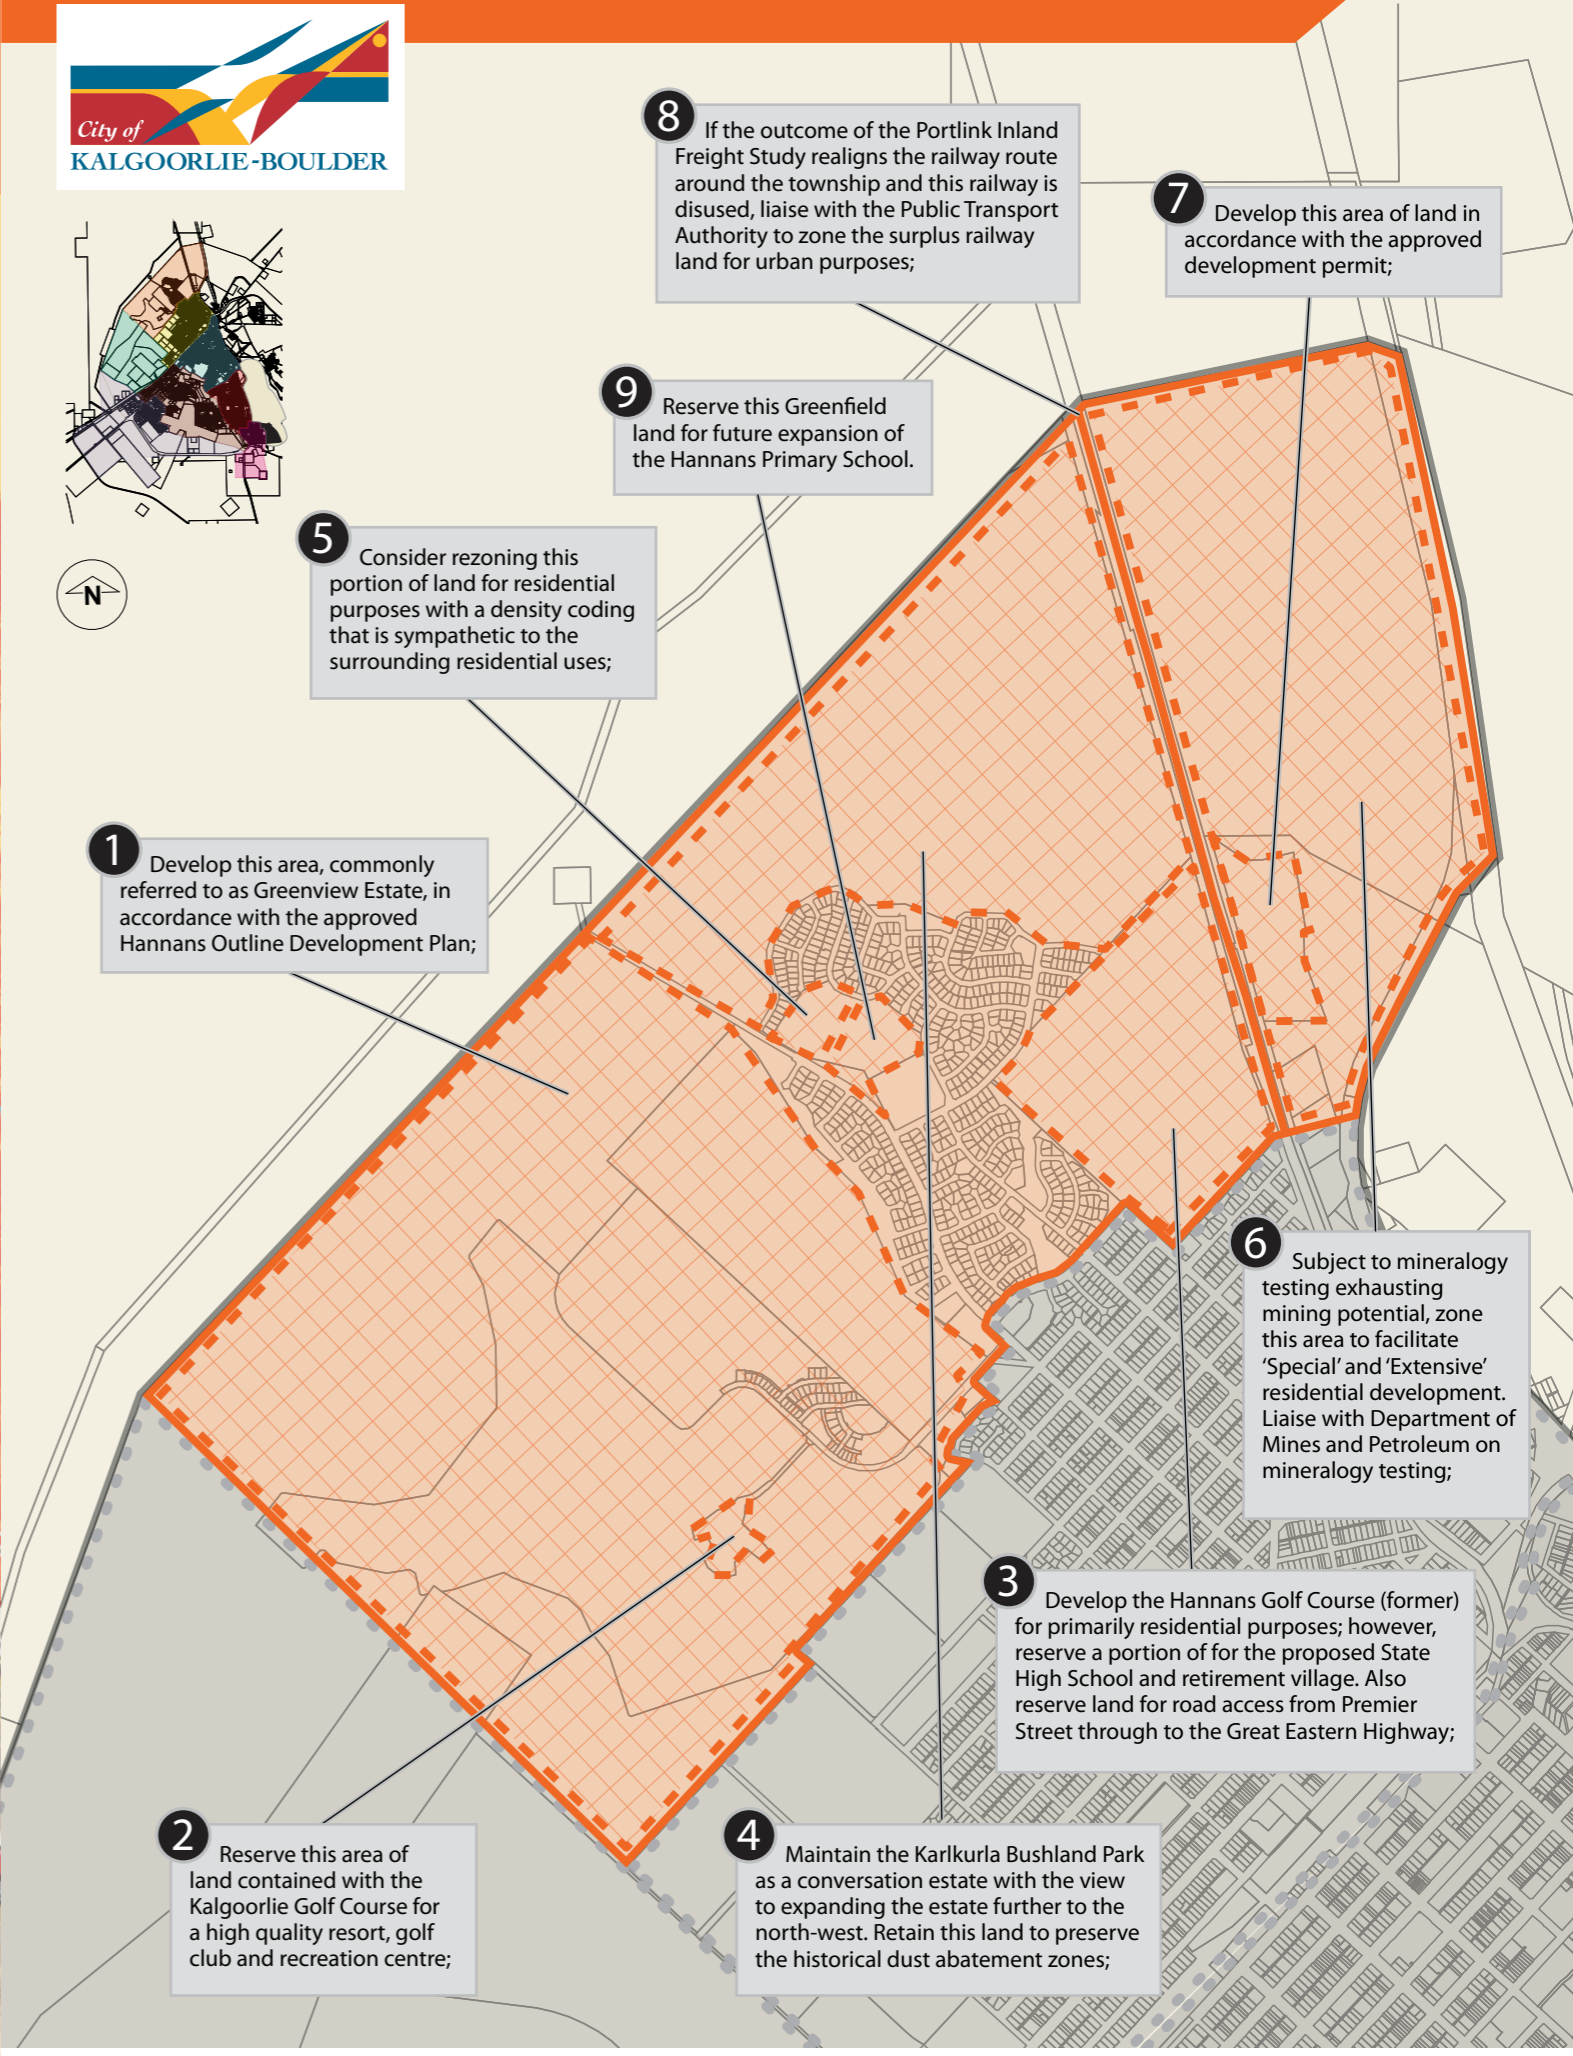 City of
KALGOORLIE-BOULDER
N
8
If the outcome of the Portlink Inland
Freight Study realigns the railway route
around the township and this railway is
disused, liaise with the Public Transport
Authority to zone the surplus railway
land for urban purposes;
7
Develop this area of land in
accordance with the approved
development permit;
9
Reserve this Greenfield
land for future expansion of
the Hannans Primary School.
5
Consider rezoning this
portion of land for residential
purposes with a density coding
that is sympathetic to the
surrounding residential uses;
1
Develop this area, commonly
referred to as Greenview Estate, in
accordance with the approved
Hannans Outline Development Plan;
6
Subject to mineralogy
testing exhausting
mining potential, zone
this area to facilitate
‘Special’ and ‘Extensive’
residential development.
Liaise with Department of
Mines and Petroleum on
mineralogy testing;
3
Develop the Hannans Golf Course (former)
for primarily residential purposes; however,
reserve a portion of for the proposed State
High School and retirement village. Also
reserve land for road access from Premier
Street through to the Great Eastern Highway;
2
Reserve this area of
land contained with the
Kalgoorlie Golf Course for
a high quality resort, golf
club and recreation centre;
4
Maintain the Karlkurla Bushland Park
as a conversation estate with the view
to expanding the estate further to the
north-west. Retain this land to preserve
the historical dust abatement zones;